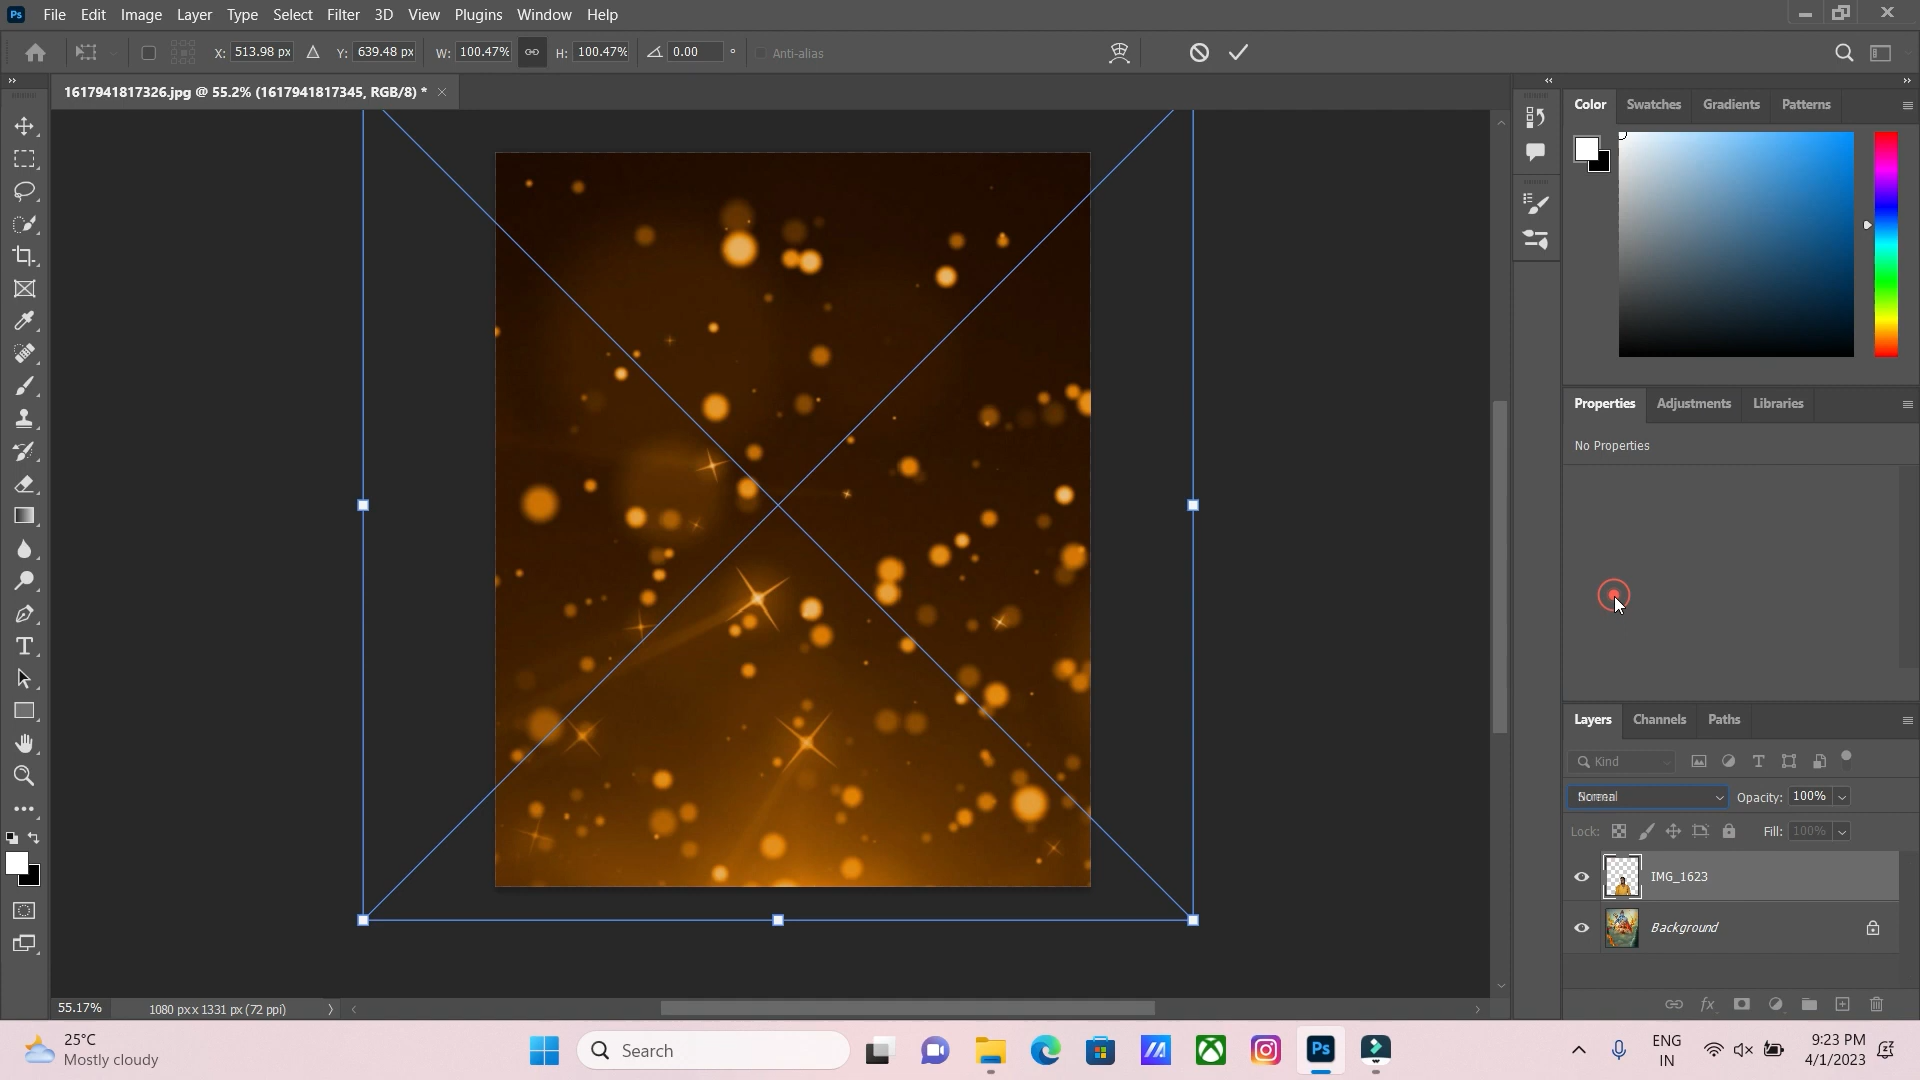 Ps File Edit Image Layer Type Select Filter 3D View Plugins Window Help
X: 513.98 px Y: 639.48 px W: 100.47% H: 100.47% 0.00 ° Anti-alias
1617941817326.jpg @ 55.2% (1617941817345, RGB/8) *
Color Swatches Gradients Patterns
Properties Adjustments Libraries
No Properties
Layers Channels Paths
Kind
Opacity: 100%
Lock: Fill: 100%
IMG_1623
Background
55.17% 1080 px x 1331 px (72 ppi)
25°C
Mostly cloudy
Search
Ps
ENG
IN
9:23 PM
4/1/2023